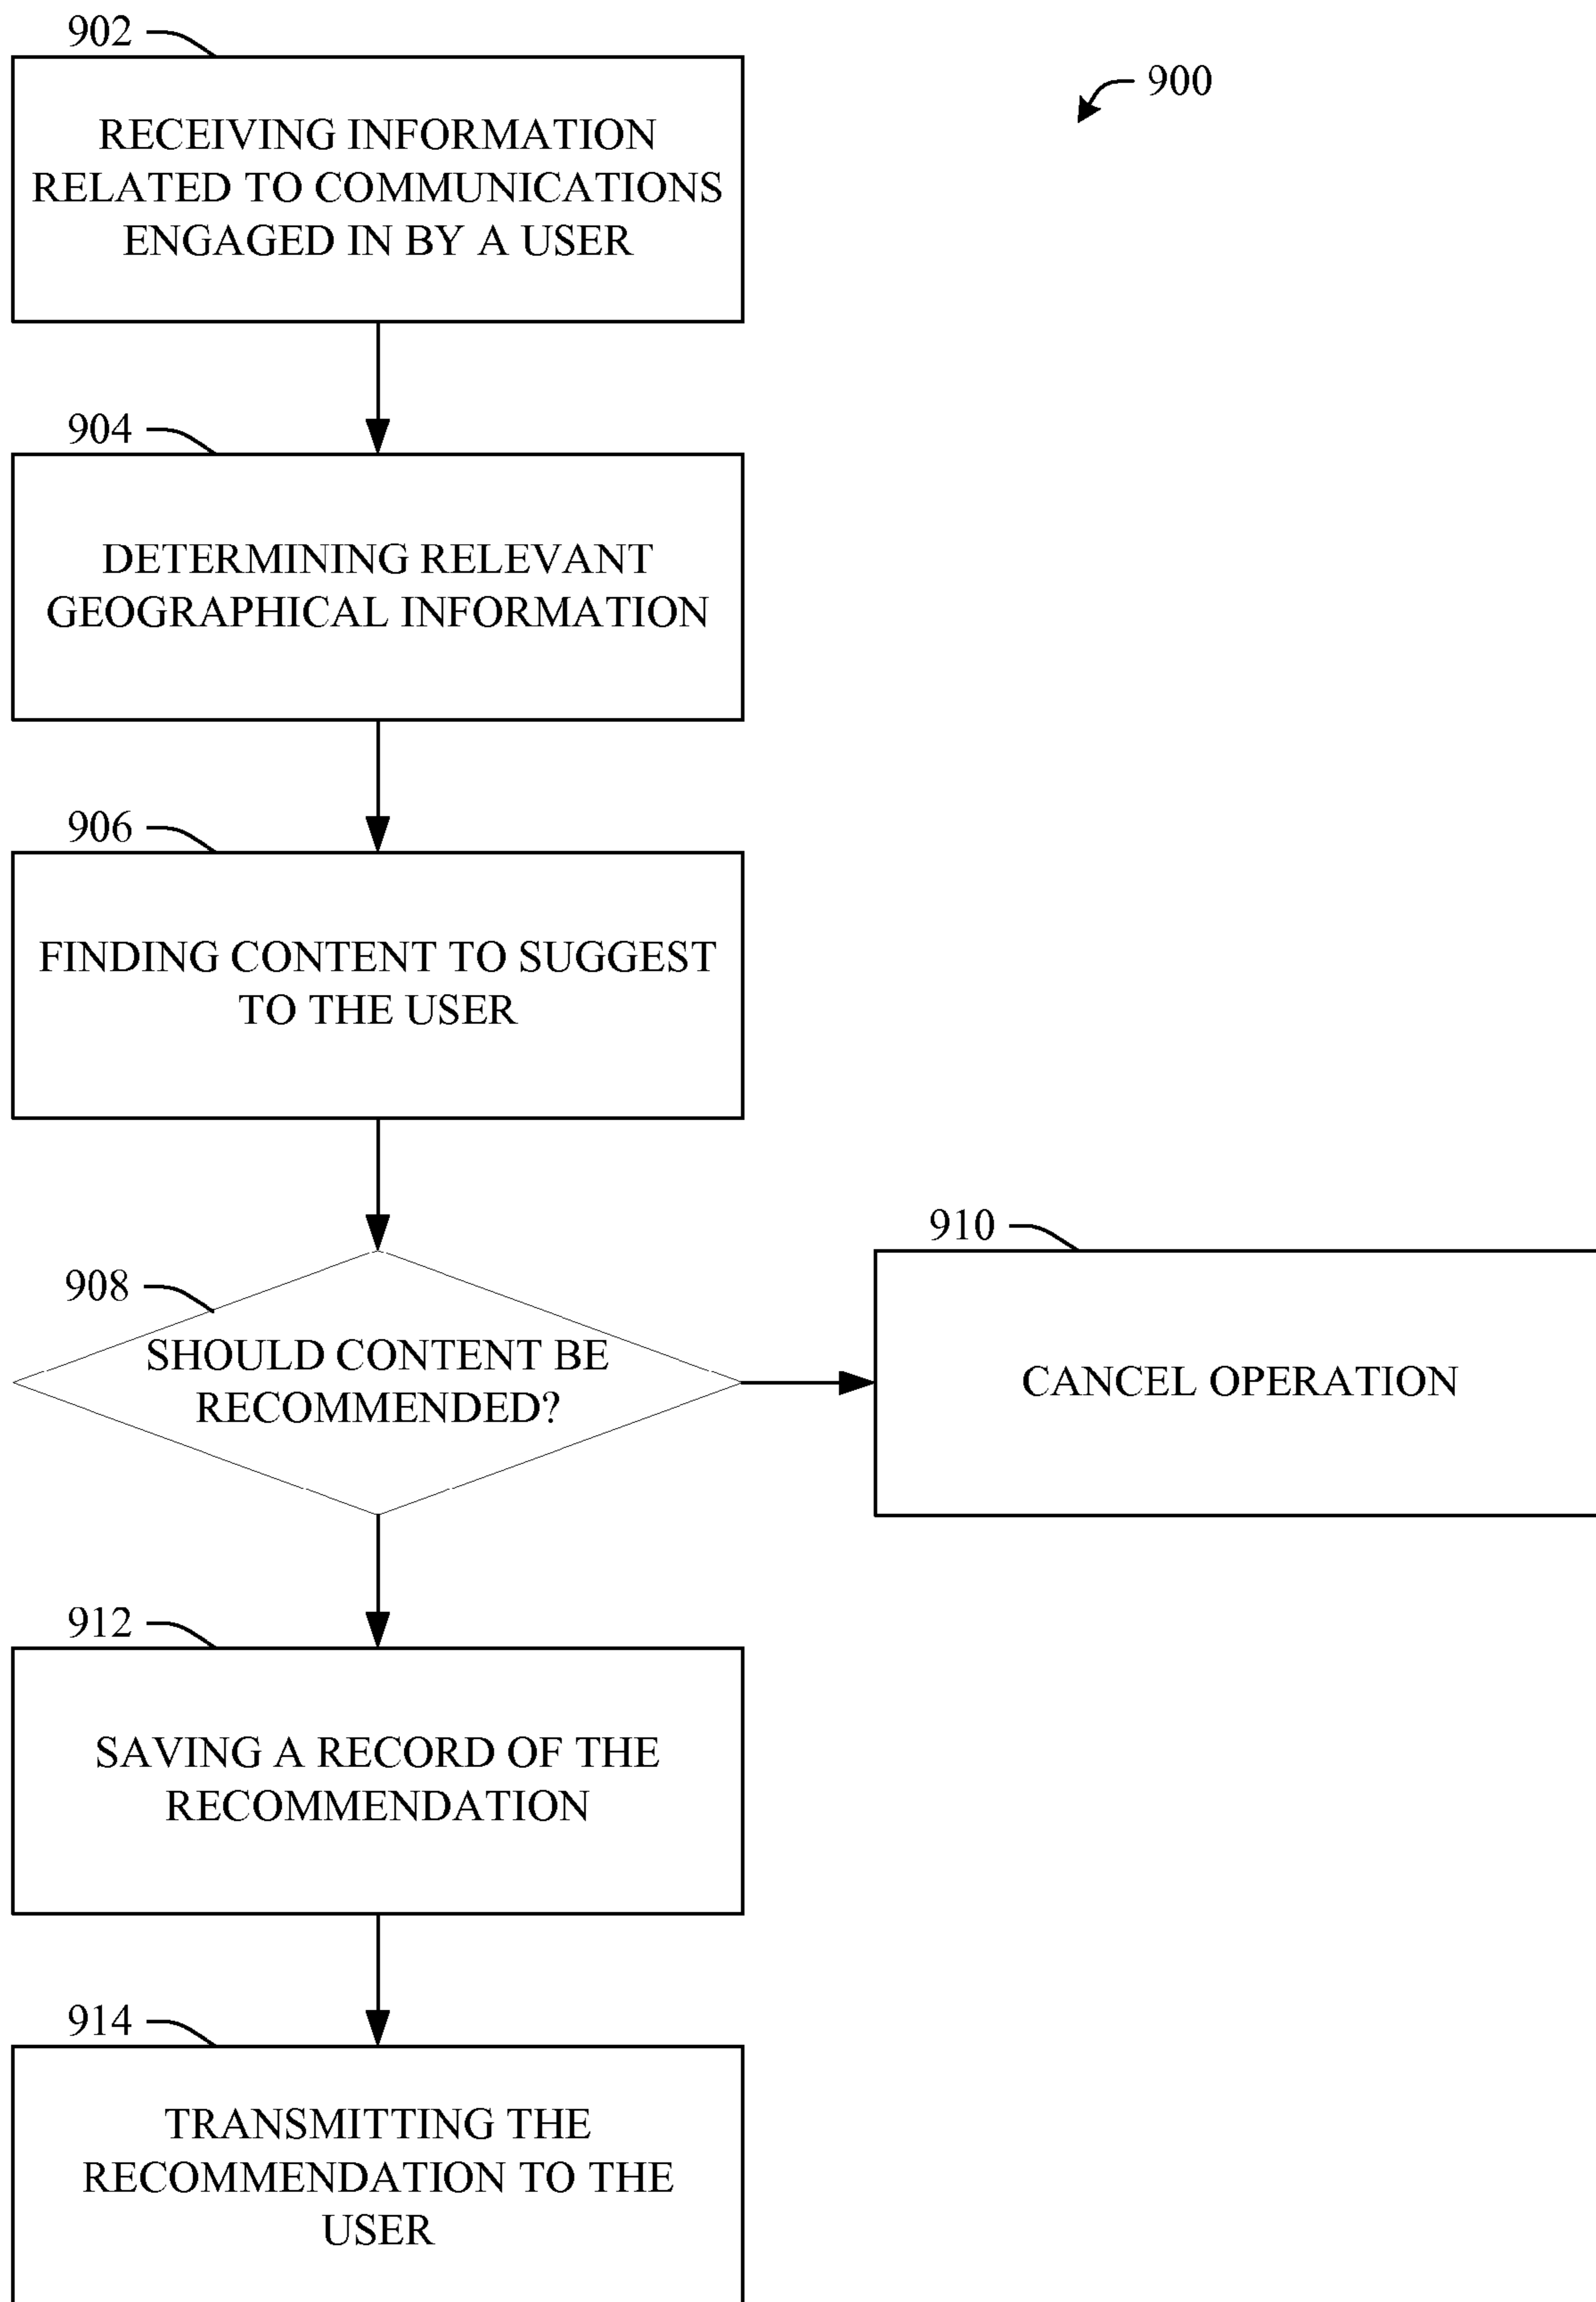 902
900
RECEIVING INFORMATION
RELATED TO COMMUNICATIONS
ENGAGED IN BY A USER
904
DETERMINING RELEVANT
GEOGRAPHICAL INFORMATION
906
FINDING CONTENT TO SUGGEST
TO THE USER
908
SHOULD CONTENT BE
RECOMMENDED?
910
CANCEL OPERATION
912
SAVING A RECORD OF THE
RECOMMENDATION
914
TRANSMITTING THE
RECOMMENDATION TO THE
USER